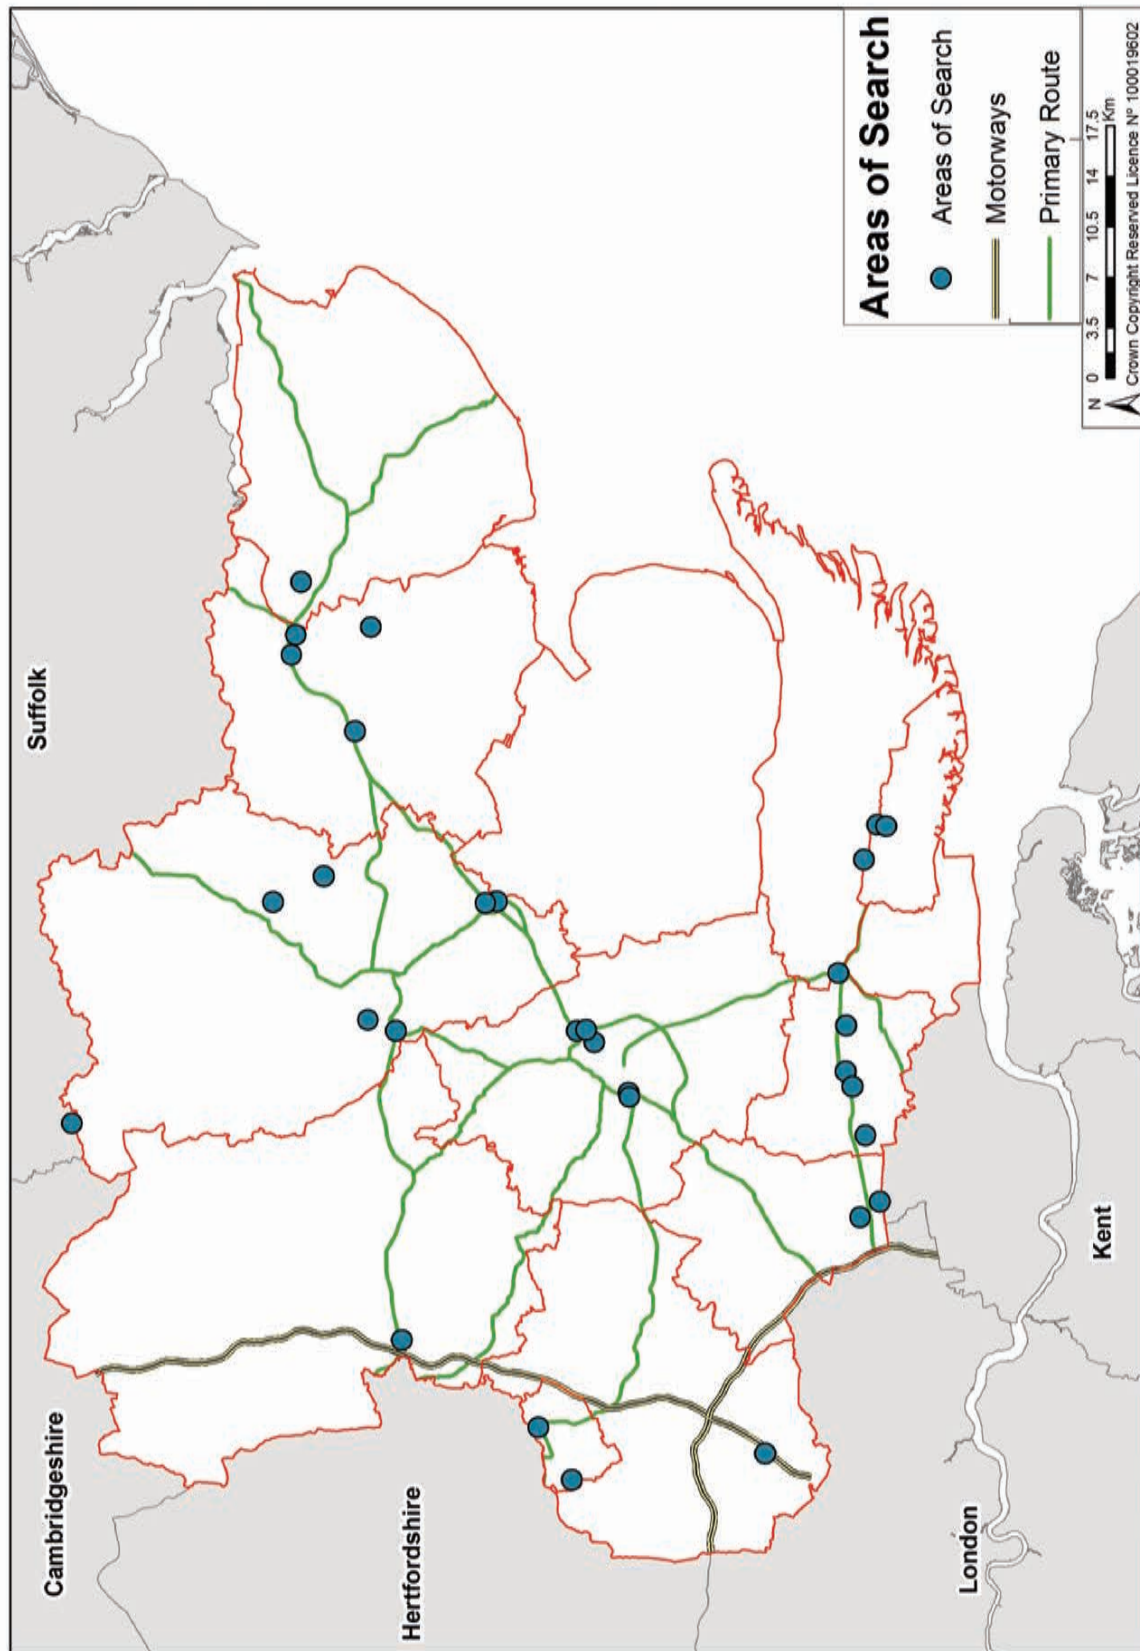 Cambridgeshire
Suffolk
Hertfordshire
London
Kent
Areas of Search
Areas of Search
Motorways
Primary Route
N
0 3.5 7 10.5 14 17.5
Km
Crown Copyright Reserved Licence Nº 100019602